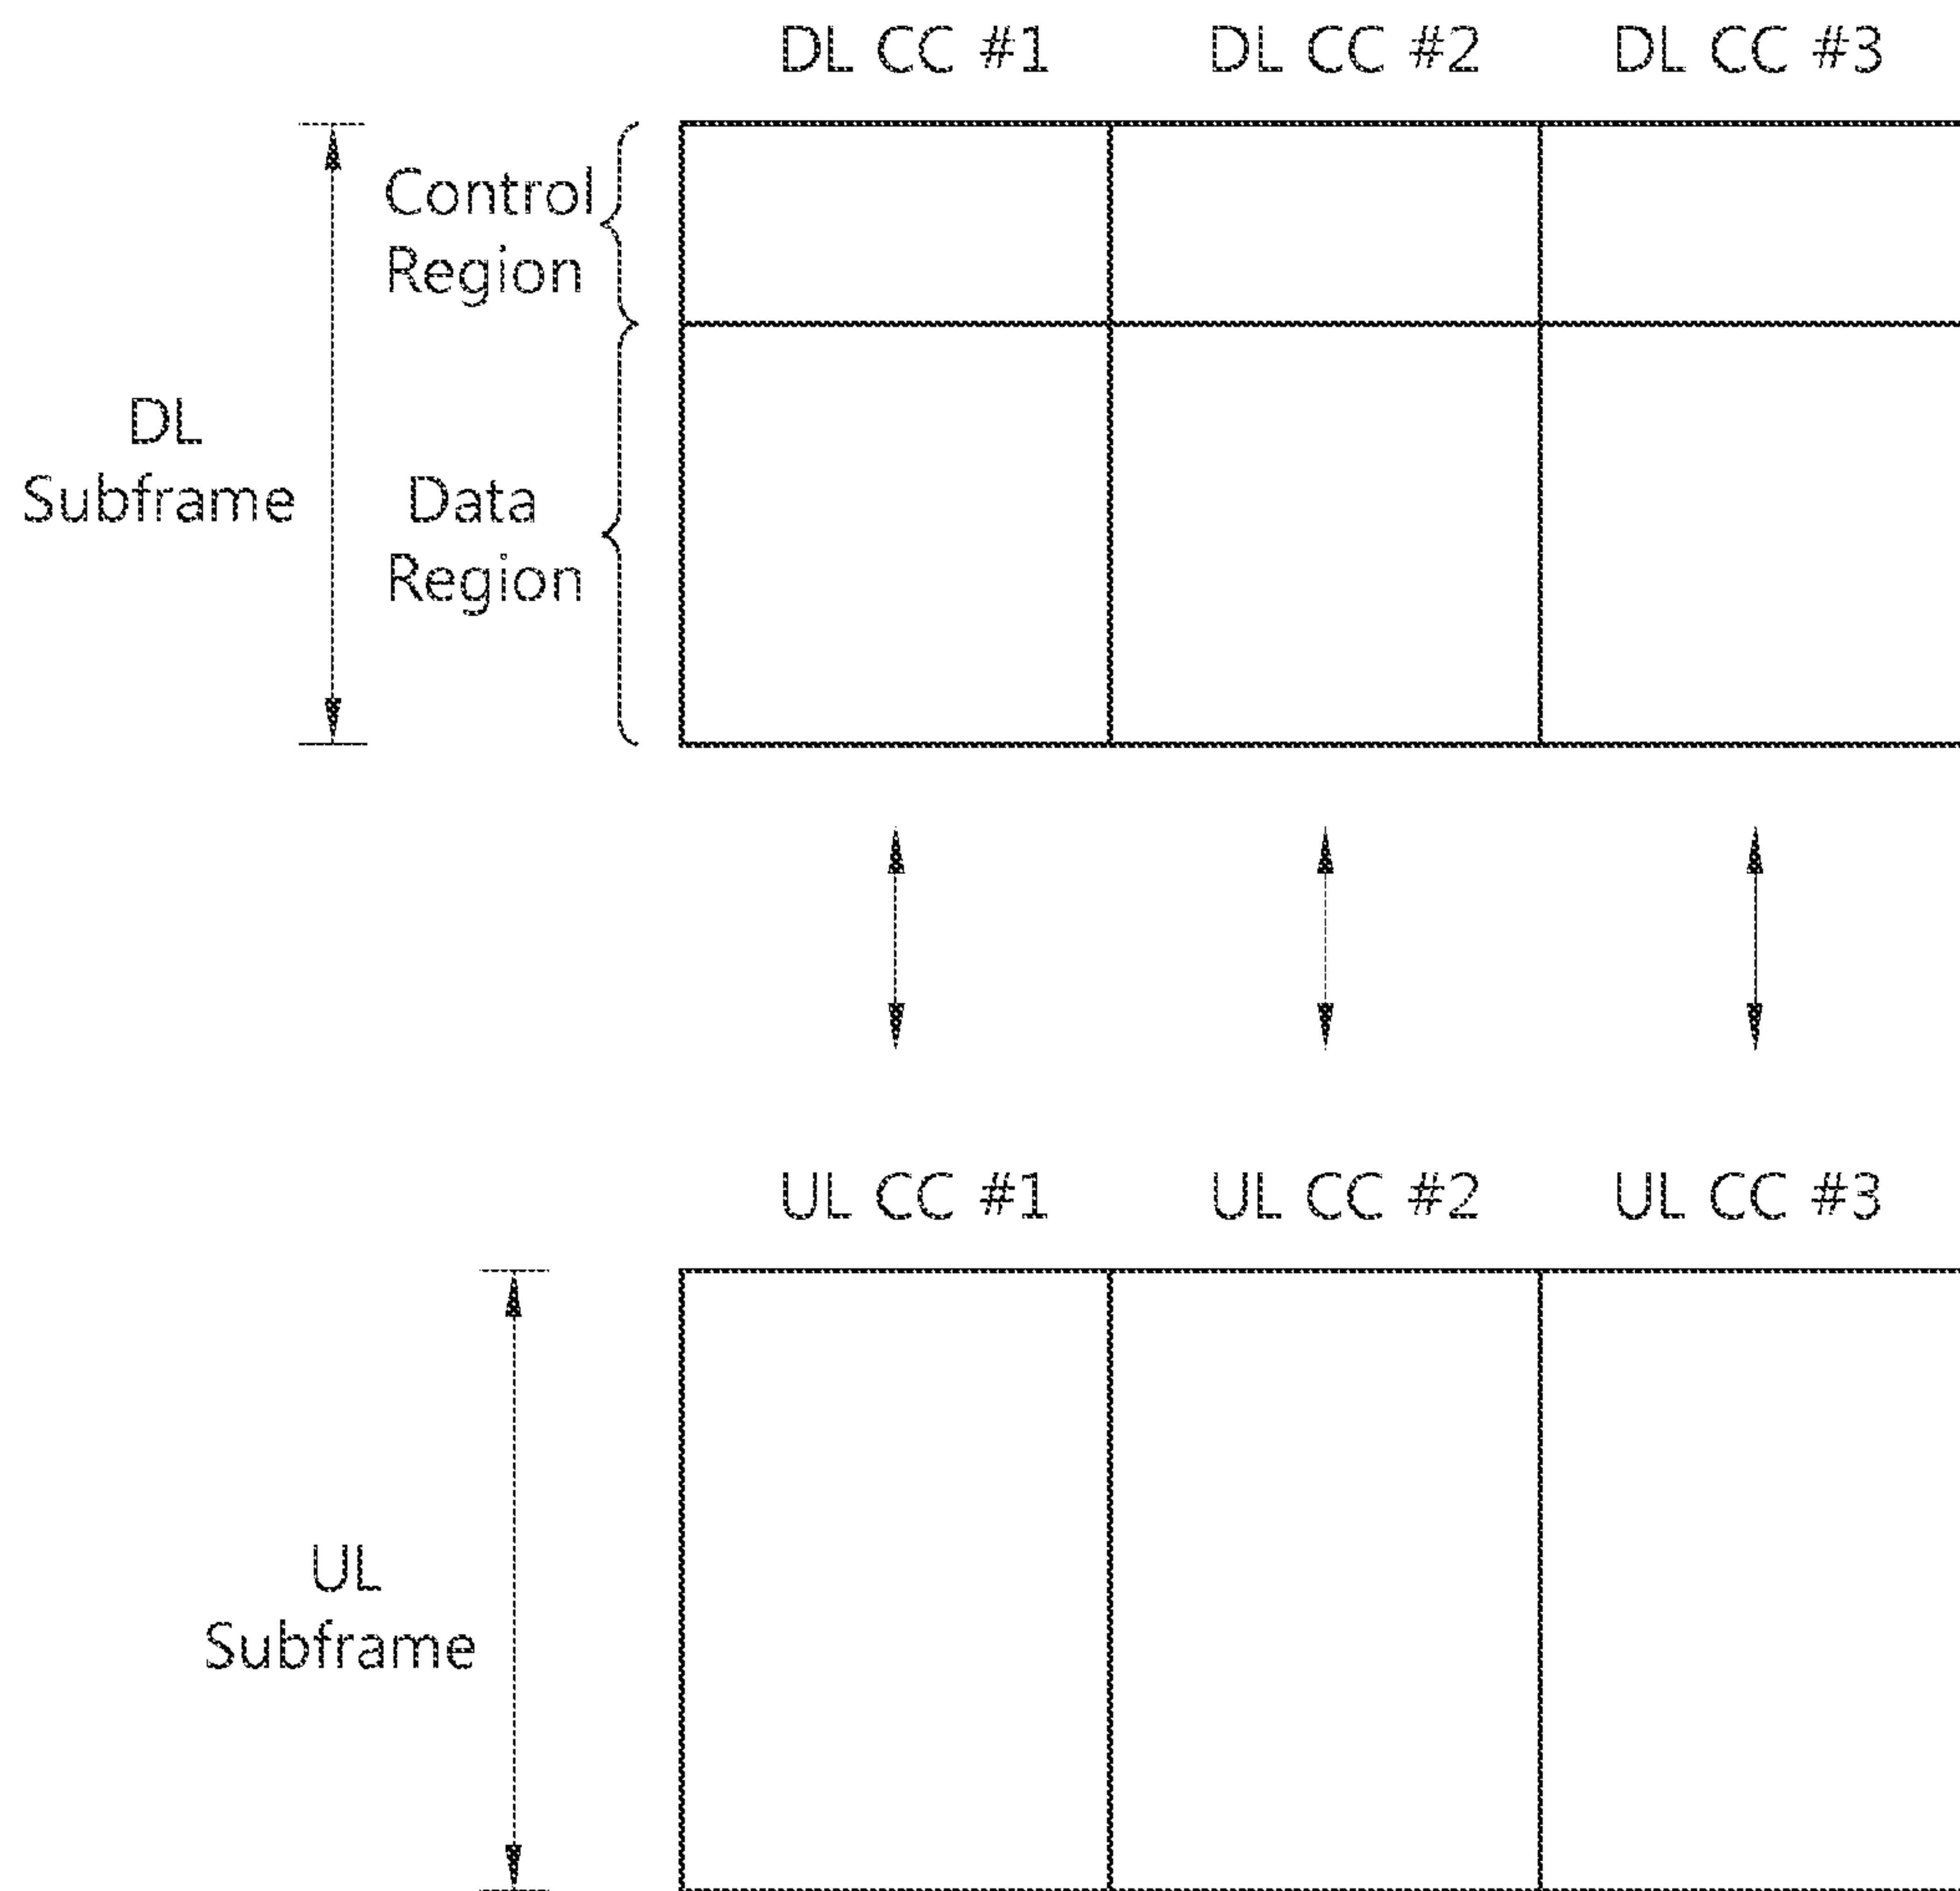 DL CC #1 DL CC #2 DL CC #3
Control
Region
DL
Subframe
Data
Region
UL CC #1 UL CC #2 UL CC #3
UL
Subframe